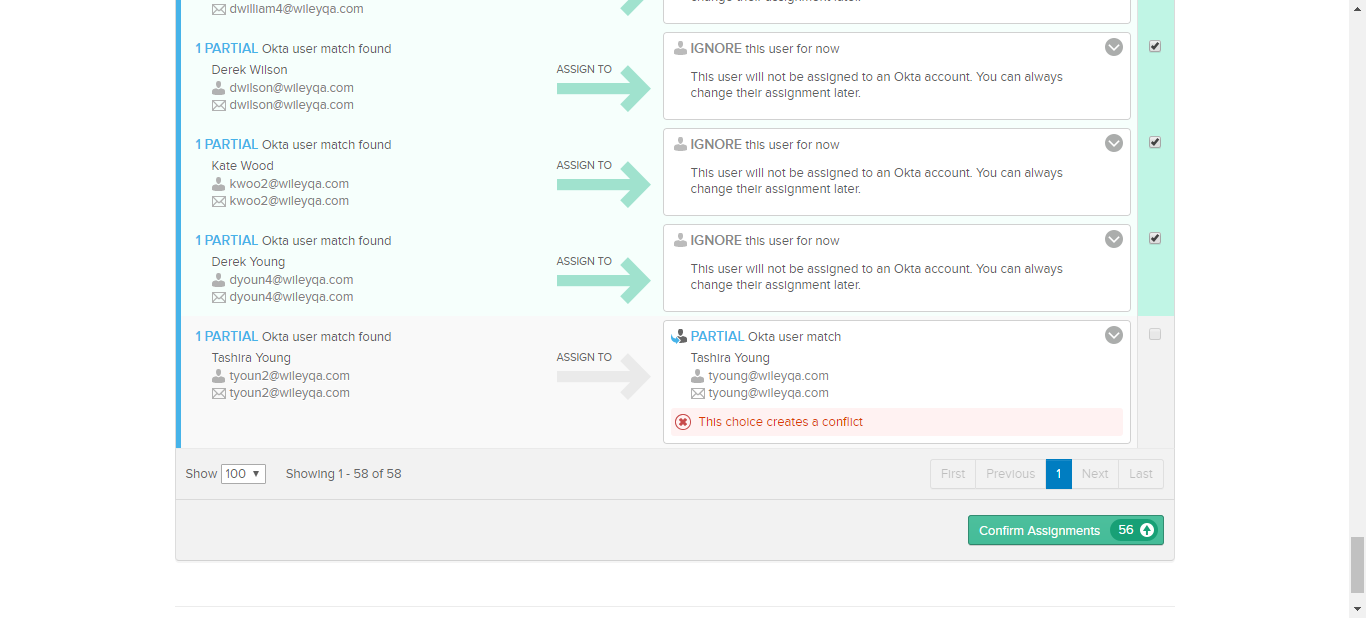 dwilliam4@wileyqa.com
change their assignment later.
1 PARTIAL Okta user match found
Derek Wilson
dwilson@wileyqa.com
dwilson@wileyqa.com
ASSIGN TO
IGNORE this user for now
This user will not be assigned to an Okta account. You can always
change their assignment later.
1 PARTIAL Okta user match found
Kate Wood
kwoo2@wileyqa.com
kwoo2@wileyqa.com
ASSIGN TO
IGNORE this user for now
This user will not be assigned to an Okta account. You can always
change their assignment later.
1 PARTIAL Okta user match found
Derek Young
dyoun4@wileyqa.com
dyoun4@wileyqa.com
ASSIGN TO
IGNORE this user for now
This user will not be assigned to an Okta account. You can always
change their assignment later.
1 PARTIAL Okta user match found
Tashira Young
tyoun2@wileyqa.com
tyoun2@wileyqa.com
ASSIGN TO
PARTIAL Okta user match
Tashira Young
tyoung@wileyqa.com
tyoung@wileyqa.com
This choice creates a conflict
Show 100 Showing 1 - 58 of 58
First Previous 1 Next Last
Confirm Assignments 56